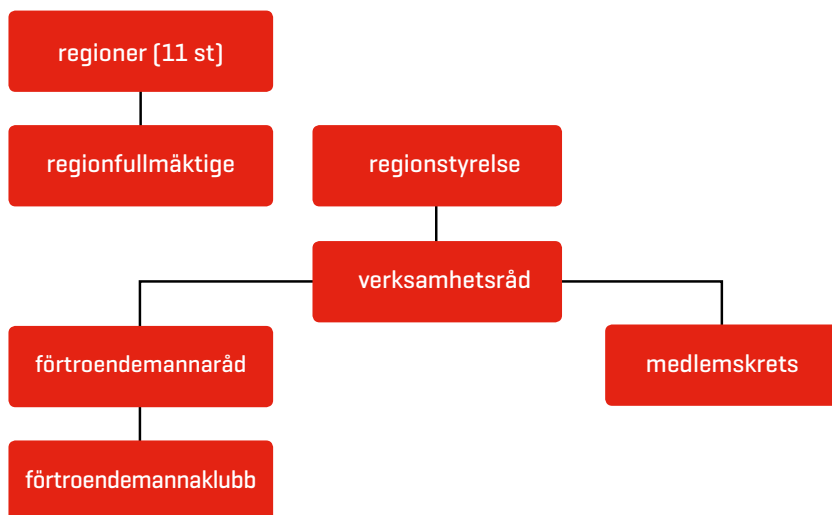 regioner (11 st)
regionfullmäktige
regionstyrelse
verksamhetsråd
förtroendemannaråd
medlemskrets
förtroendemannaklubb